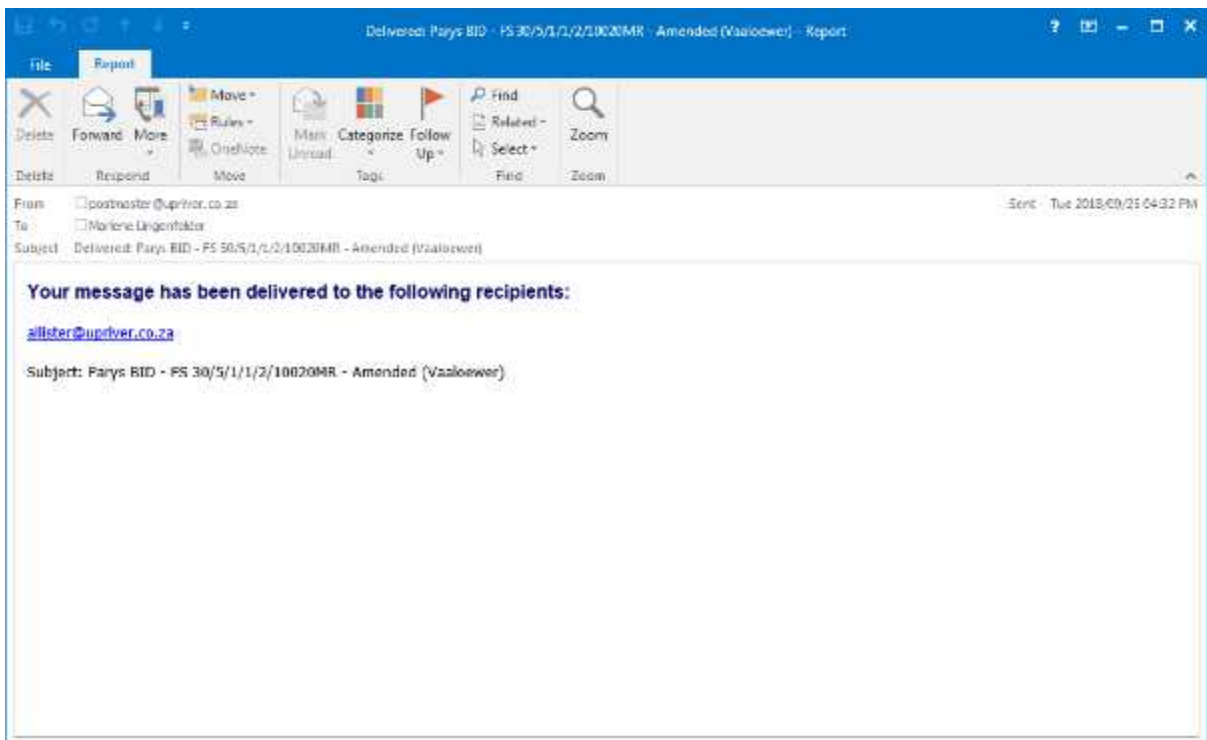 Delivered: Parys BID - FS 30/5/1/1/2/10020MR - Amended (Vaaloewer) - Report
File Report
Delete Forward More Move Rules OneNote Mark Unread Categorize Follow Up Find Related Select Zoom
Delete Respond Move Tags Find Zoom
From postmaster@upriver.co.za Sent Tue 2018/09/25 04:32 PM
To Marlene Lingenfelder
Subject Delivered: Parys BID - FS 30/5/1/1/2/10020MR - Amended (Vaaloewer)
Your message has been delivered to the following recipients:
allister@upriver.co.za
Subject: Parys BID - FS 30/5/1/1/2/10020MR - Amended (Vaaloewer)